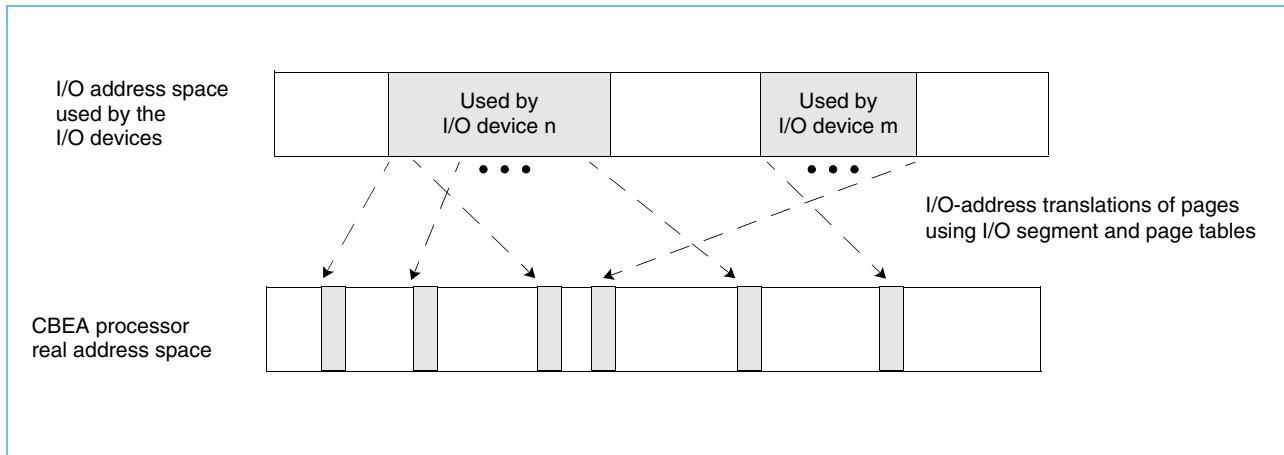 I/O address space
used by the
I/O devices
Used by
I/O device n
Used by
I/O device m
I/O-address translations of pages
using I/O segment and page tables
CBEA processor
real address space